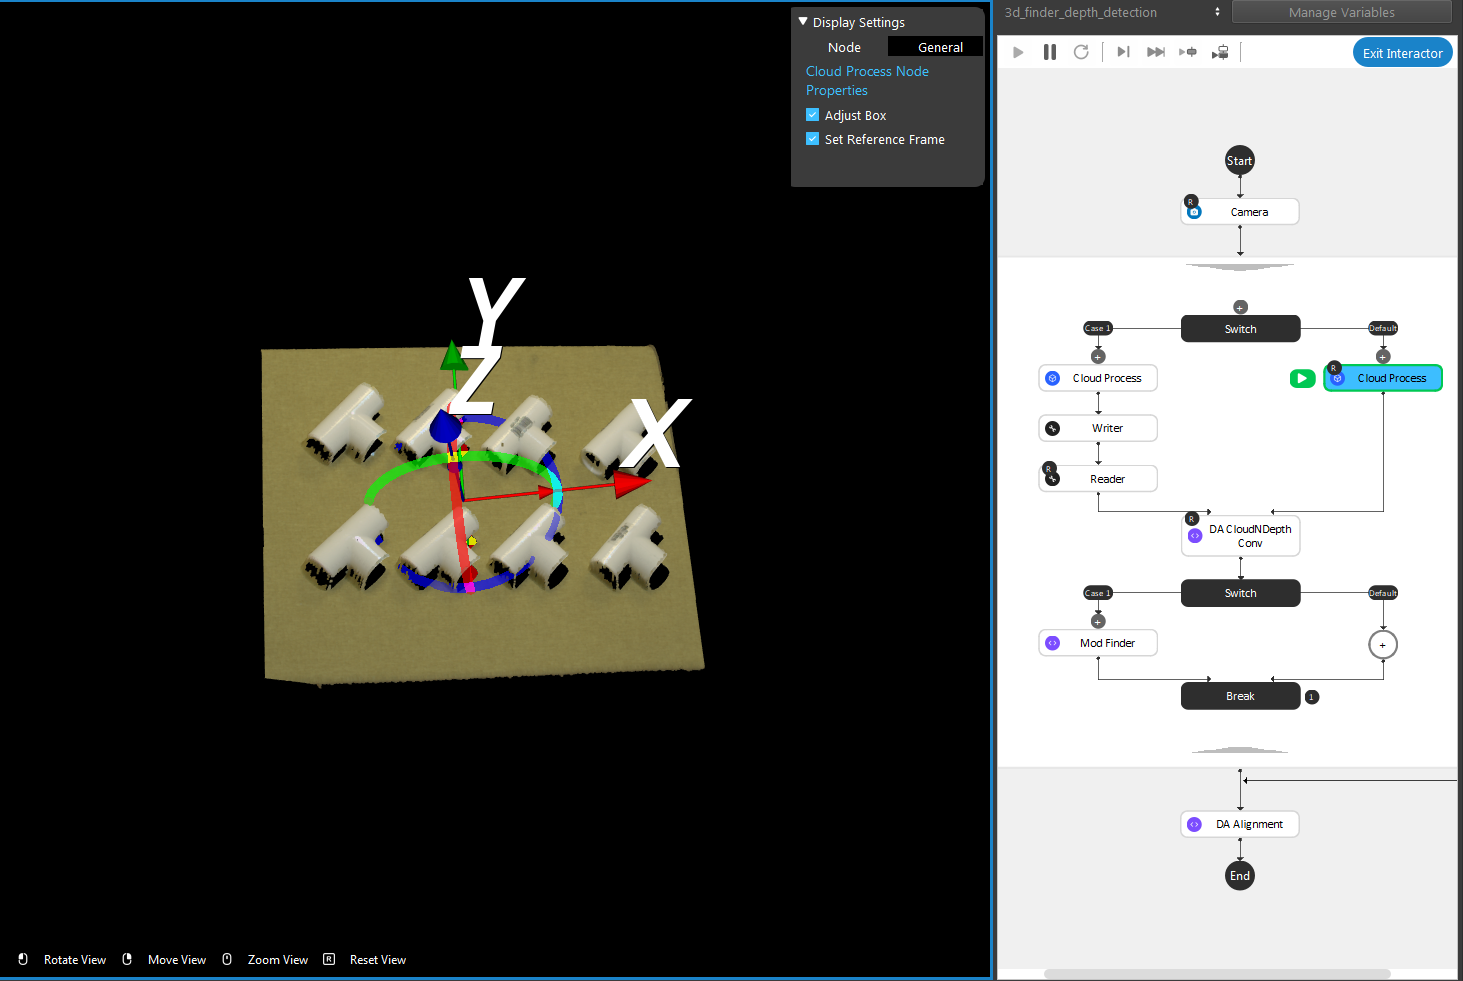 Display Settings
Node
General
Cloud Process Node
Properties
Adjust Box
Set Reference Frame
Y
Z
X
Rotate View
Move View
Zoom View
R
Reset View
3d_finder_depth_detection
Manage Variables
Exit Interactor
Start
R
Camera
+
Case 1
Switch
Default
+
+
Cloud Process
R
Cloud Process
Writer
R
Reader
R
DA CloudNDepth
Conv
Case 1
Switch
Default
+
Mod Finder
+
Break
1
DA Alignment
End